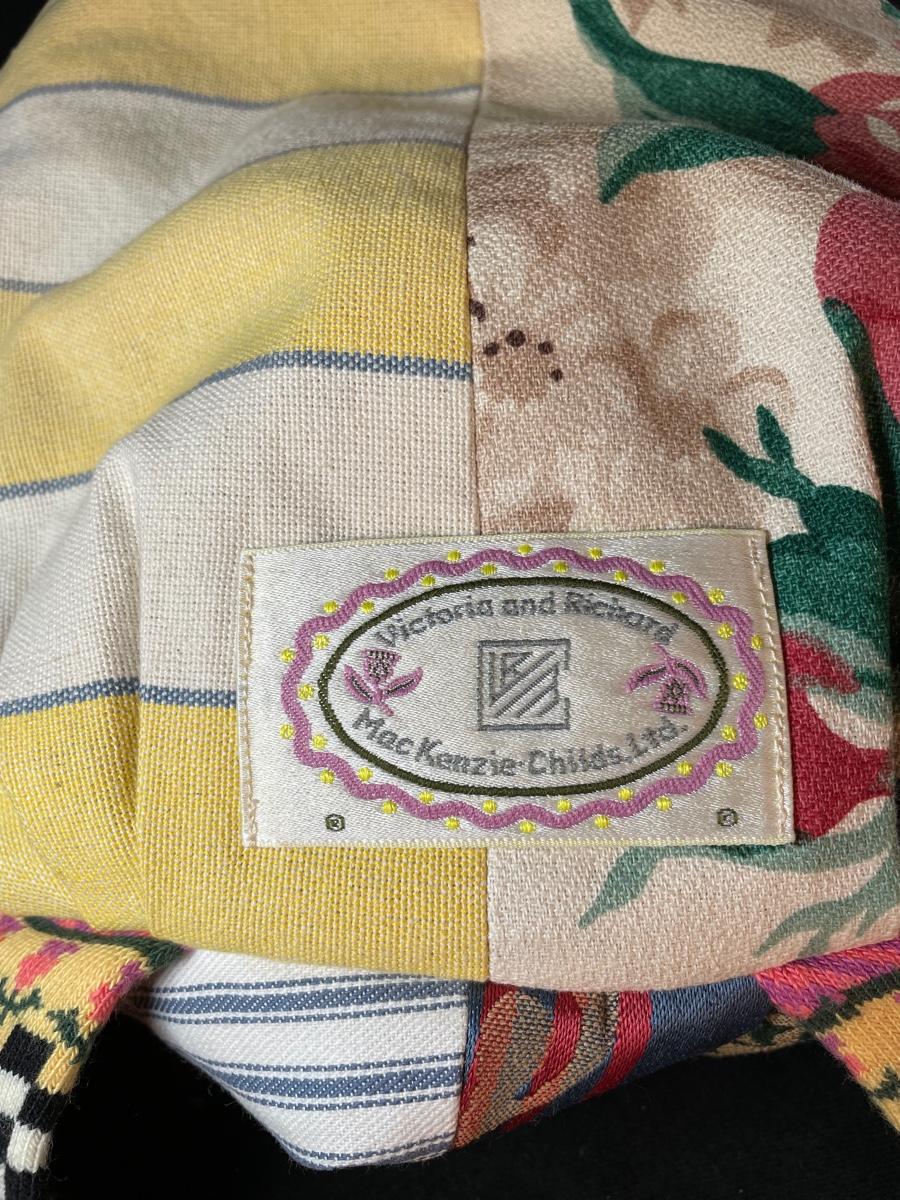 Victoria and Richard
MacKenzie-Childs, Ltd.
® ©